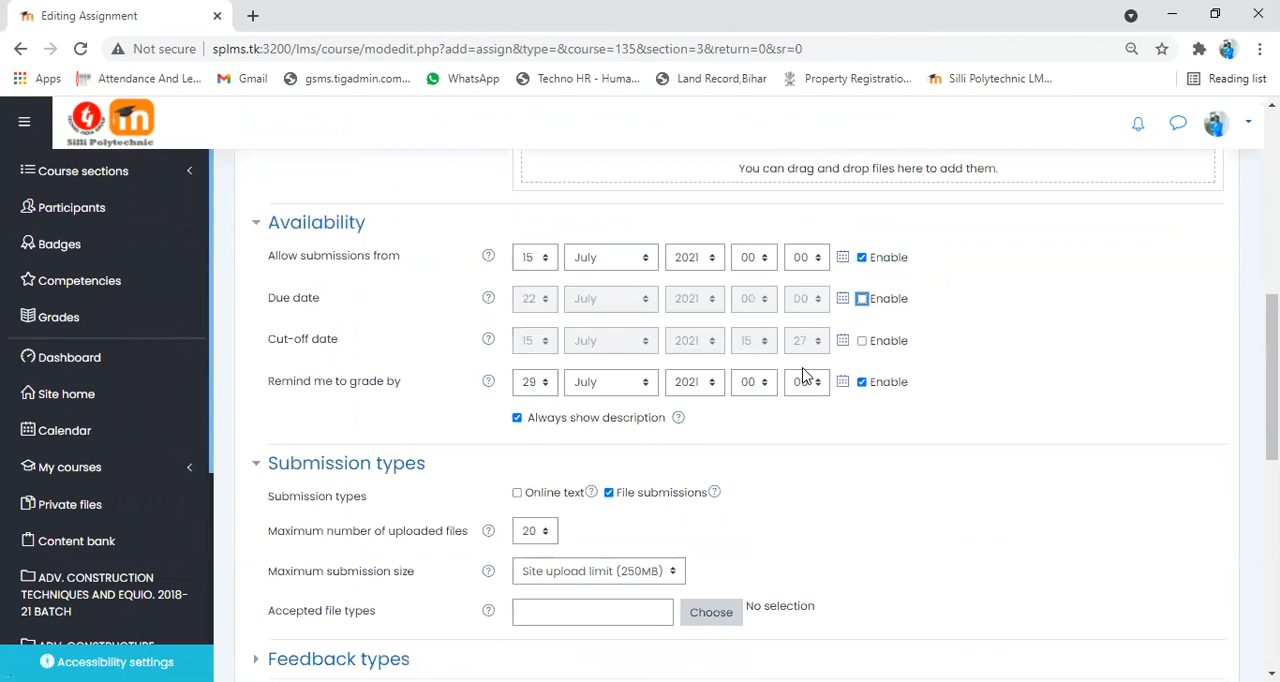 Editing Assignment
Not secure splms.tk:3200/lms/course/modedit.php?add=assign&type=&course=135&section=3&return=0&sr=0
Apps Attendance And Le... Gmail gsms.tigadmin.com... WhatsApp Techno HR - Huma... Land Record,Bihar Property Registratio... Silli Polytechnic LM... Reading list
Silli Polytechnic
Course sections
Participants
Badges
Competencies
Grades
Dashboard
Site home
Calendar
My courses
Private files
Content bank
ADV. CONSTRUCTION
TECHNIQUES AND EQUIO. 2018-
21 BATCH
Accessibility settings
You can drag and drop files here to add them.
Availability
Allow submissions from 15 July 2021 00 00 Enable
Due date 22 July 2021 00 00 Enable
Cut-off date 15 July 2021 15 27 Enable
Remind me to grade by 29 July 2021 00 Enable
Always show description
Submission types
Submission types Online text File submissions
Maximum number of uploaded files 20
Maximum submission size Site upload limit (250MB)
Accepted file types Choose No selection
Feedback types